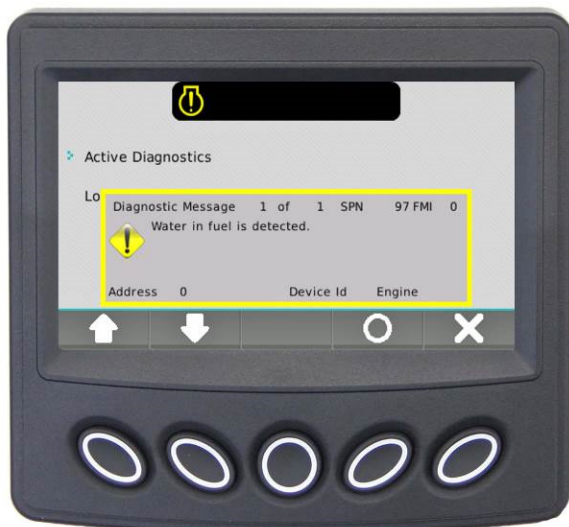 Active Diagnostics
Lo
Diagnostic Message 1 of 1 SPN 97 FMI 0
Water in fuel is detected.
Address 0 Device Id Engine